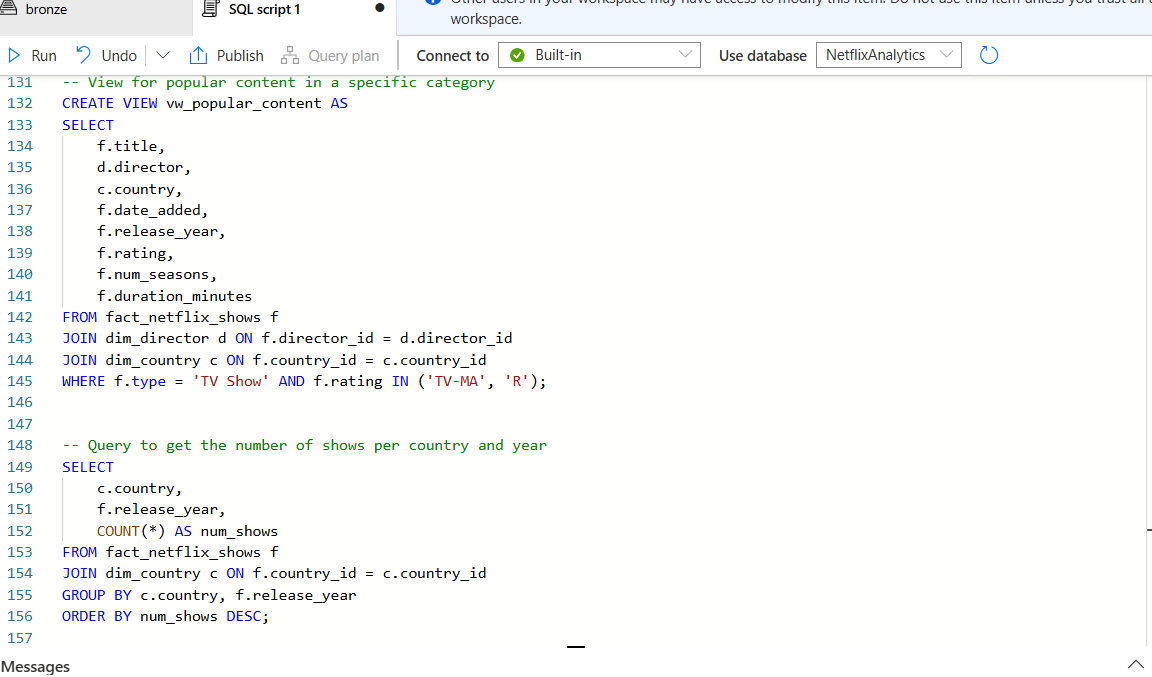 bronze
SQL script 1
workspace.
Run Undo Publish Query plan Connect to Built-in Use database NetflixAnalytics
131 -- View for popular content in a specific category
132 CREATE VIEW vw_popular_content AS
133 SELECT
134 f.title,
135 d.director,
136 c.country,
137 f.date_added,
138 f.release_year,
139 f.rating,
140 f.num_seasons,
141 f.duration_minutes
142 FROM fact_netflix_shows f
143 JOIN dim_director d ON f.director_id = d.director_id
144 JOIN dim_country c ON f.country_id = c.country_id
145 WHERE f.type = 'TV Show' AND f.rating IN ('TV-MA', 'R');
146
147
148 -- Query to get the number of shows per country and year
149 SELECT
150 c.country,
151 f.release_year,
152 COUNT(*) AS num_shows
153 FROM fact_netflix_shows f
154 JOIN dim_country c ON f.country_id = c.country_id
155 GROUP BY c.country, f.release_year
156 ORDER BY num_shows DESC;
157
Messages